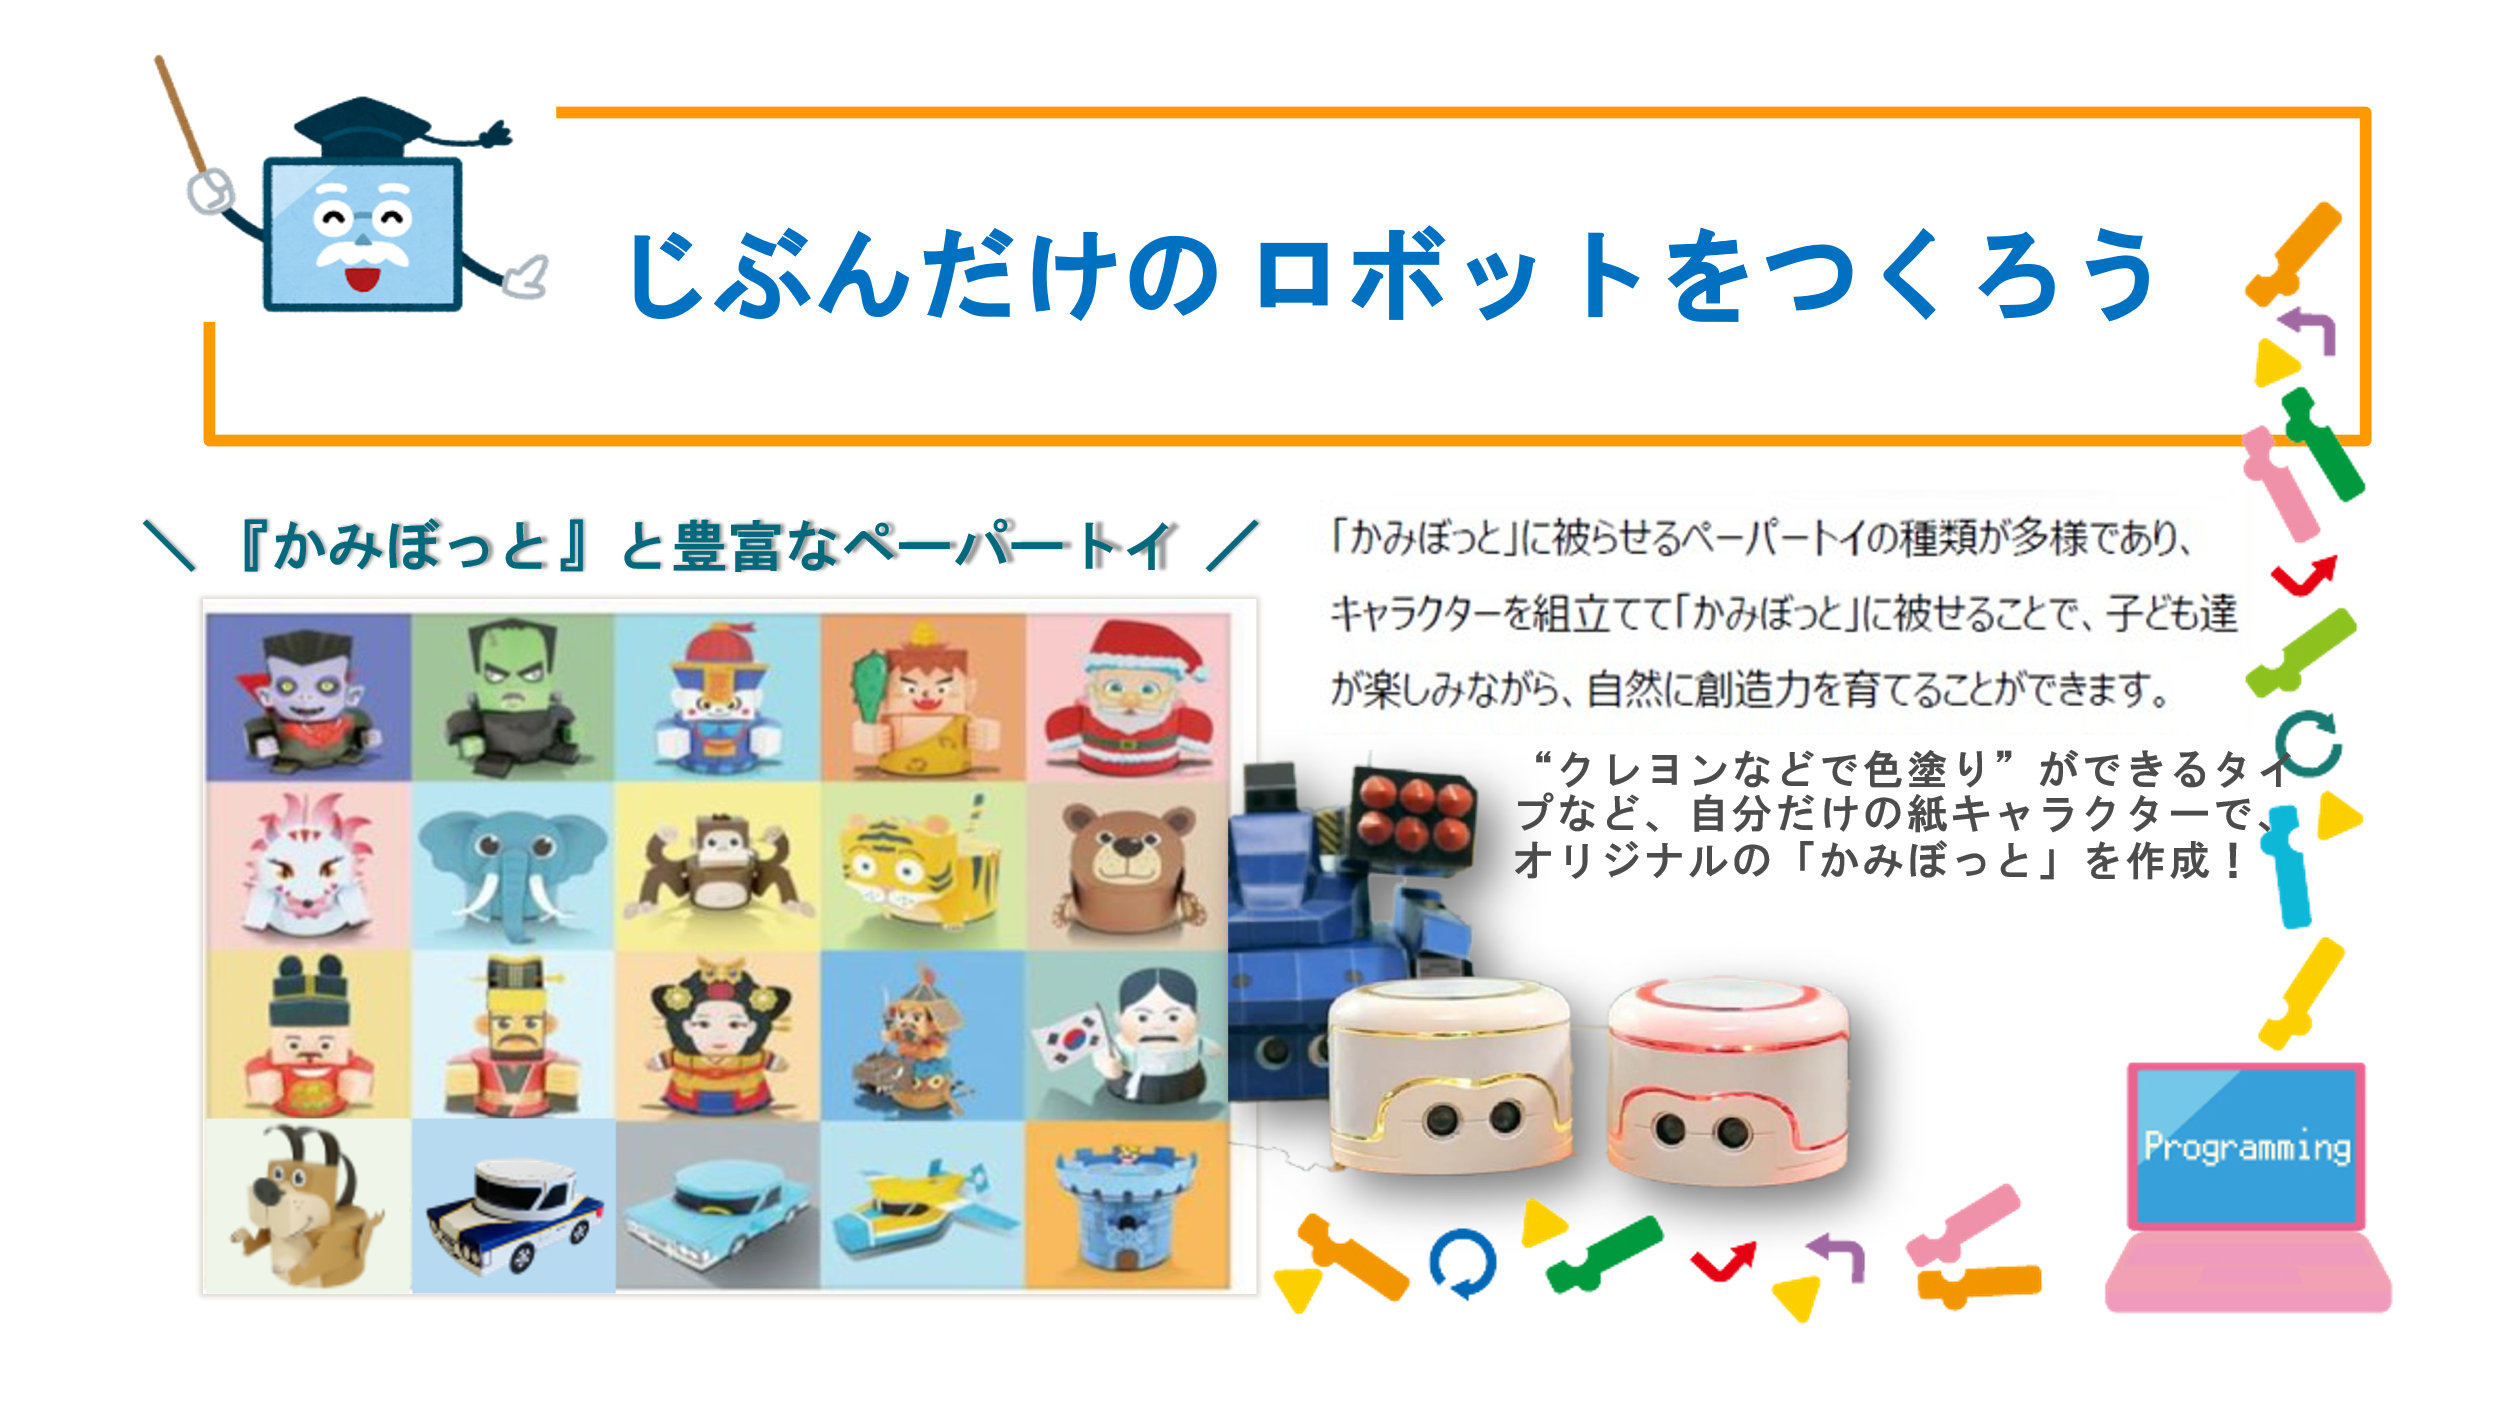 じぶんだけの ロボットをつくろう
＼ 『かみぼっと』と豊富なペーパートイ ／
「かみぼっと」に被らせるペーパートイの種類が多様であり、
キャラクターを組立てて「かみぼっと」に被せることで、子ども達
が楽しみながら、自然に創造力を育てることができます。
“クレヨンなどで色塗り”ができるタイ
プなど、自分だけの紙キャラクターで、
オリジナルの「かみぼっと」を作成！
Programming